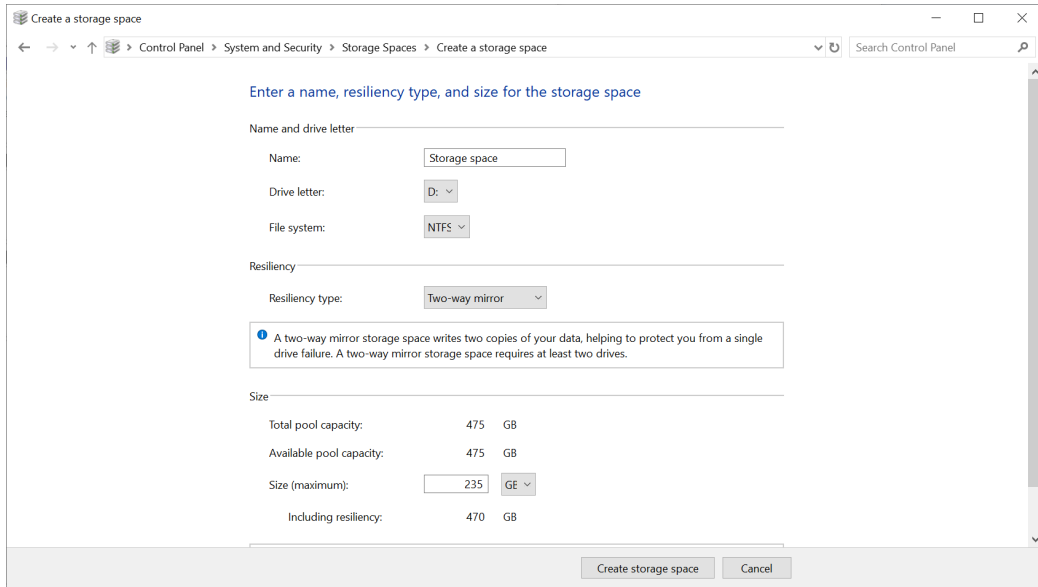 Create a storage space
Control Panel > System and Security > Storage Spaces > Create a storage space
Search Control Panel
Enter a name, resiliency type, and size for the storage space
Name and drive letter
Name: Storage space
Drive letter: D:
File system: NTFS
Resiliency
Resiliency type: Two-way mirror
A two-way mirror storage space writes two copies of your data, helping to protect you from a single
drive failure. A two-way mirror storage space requires at least two drives.
Size
Total pool capacity: 475 GB
Available pool capacity: 475 GB
Size (maximum): 235 GB
Including resiliency: 470 GB
Create storage space Cancel